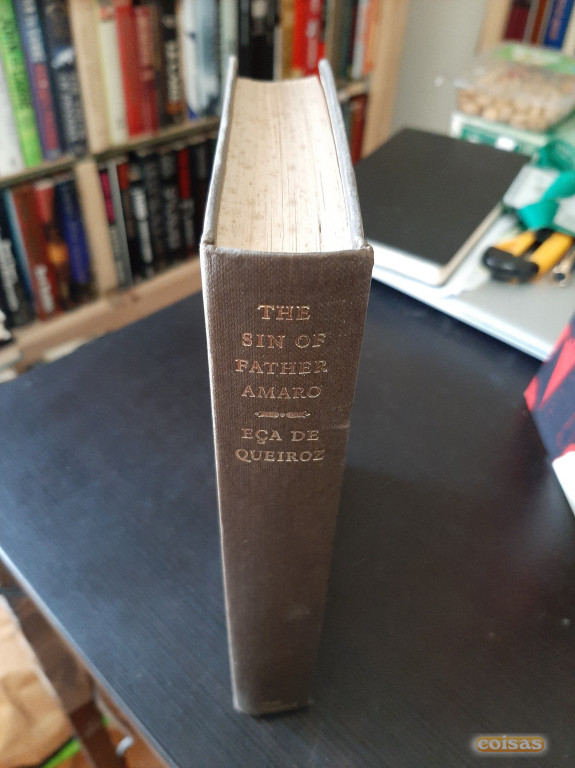 THE
SIN OF
FATHER
AMARO
EÇA DE
QUEIROZ
coisas